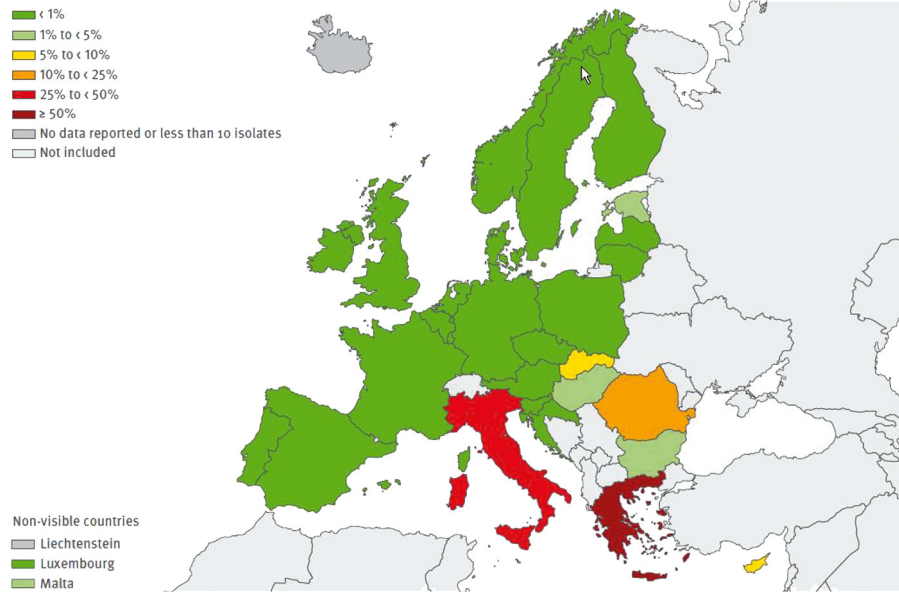 < 1%
1% to < 5%
5% to < 10%
10% to < 25%
25% to < 50%
≥ 50%
No data reported or less than 10 isolates
Not included
Non-visible countries
Liechtenstein
Luxembourg
Malta